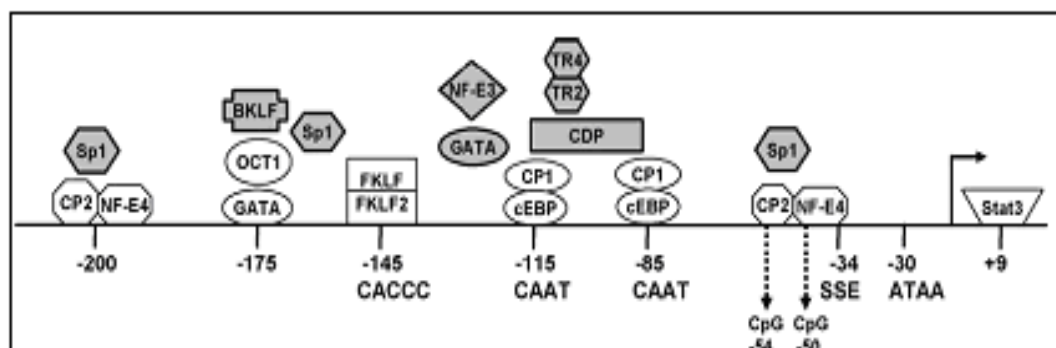 TR4
TR2
NF-E3
BKLF
Sp1
CDP
Sp1
Sp1
GATA
OCT1
FKLF
CP1
CP1
CP2 NF-E4
GATA
FKLF2
cEBP
cEBP
CP2 NF-E4
Stat3
-200 -175 -145 -115 -85 -34 -30 +9
CACCC CAAT CAAT SSE ATAA
CpG CpG
-54 -50